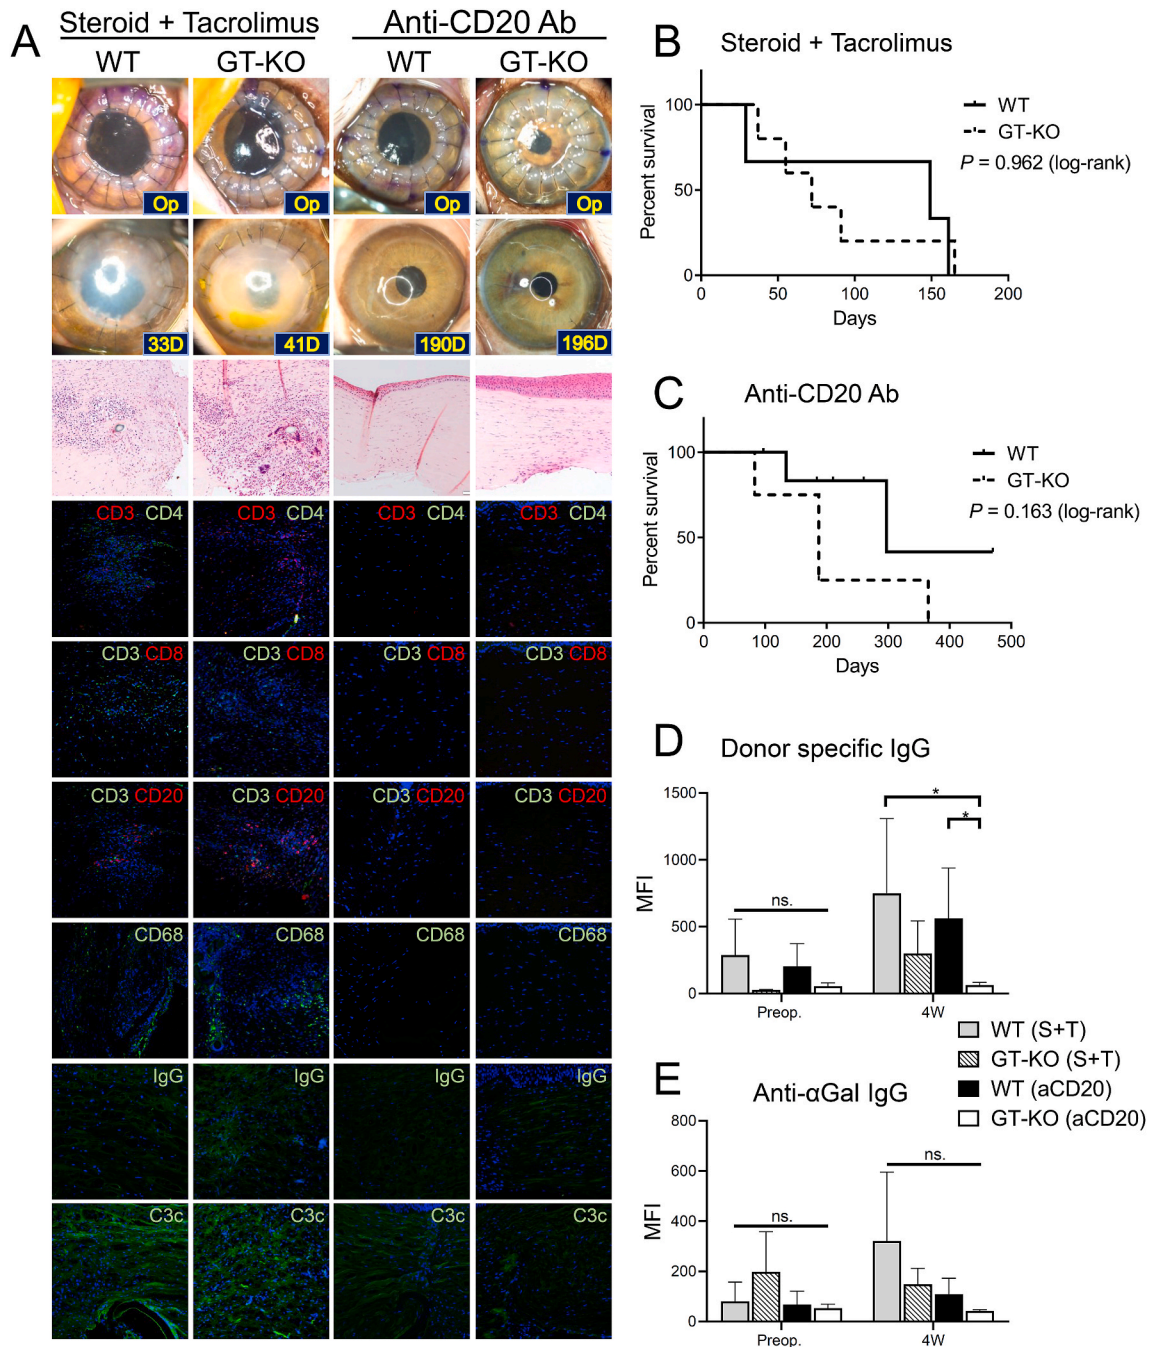 A
Steroid + Tacrolimus
Anti-CD20 Ab
WT
GT-KO
WT
GT-KO
Op
Op
Op
Op
33D
41D
190D
196D
CD3 CD4
CD3 CD4
CD3 CD4
CD3 CD4
CD3 CD8
CD3 CD8
CD3 CD8
CD3 CD8
CD3 CD20
CD3 CD20
CD3 CD20
CD3 CD20
CD68
CD68
CD68
CD68
IgG
IgG
IgG
IgG
C3c
C3c
C3c
C3c
B
Steroid + Tacrolimus
Percent survival
100
50
0
0
50
100
150
200
Days
WT
GT-KO
P = 0.962 (log-rank)
C
Anti-CD20 Ab
Percent survival
100
50
0
0
100
200
300
400
500
Days
WT
GT-KO
P = 0.163 (log-rank)
D
Donor specific IgG
MFI
1500
1000
500
0
ns.
*
*
Preop.
4W
WT (S+T)
GT-KO (S+T)
WT (aCD20)
GT-KO (aCD20)
E
Anti-αGal IgG
MFI
800
600
400
200
0
ns.
ns.
Preop.
4W